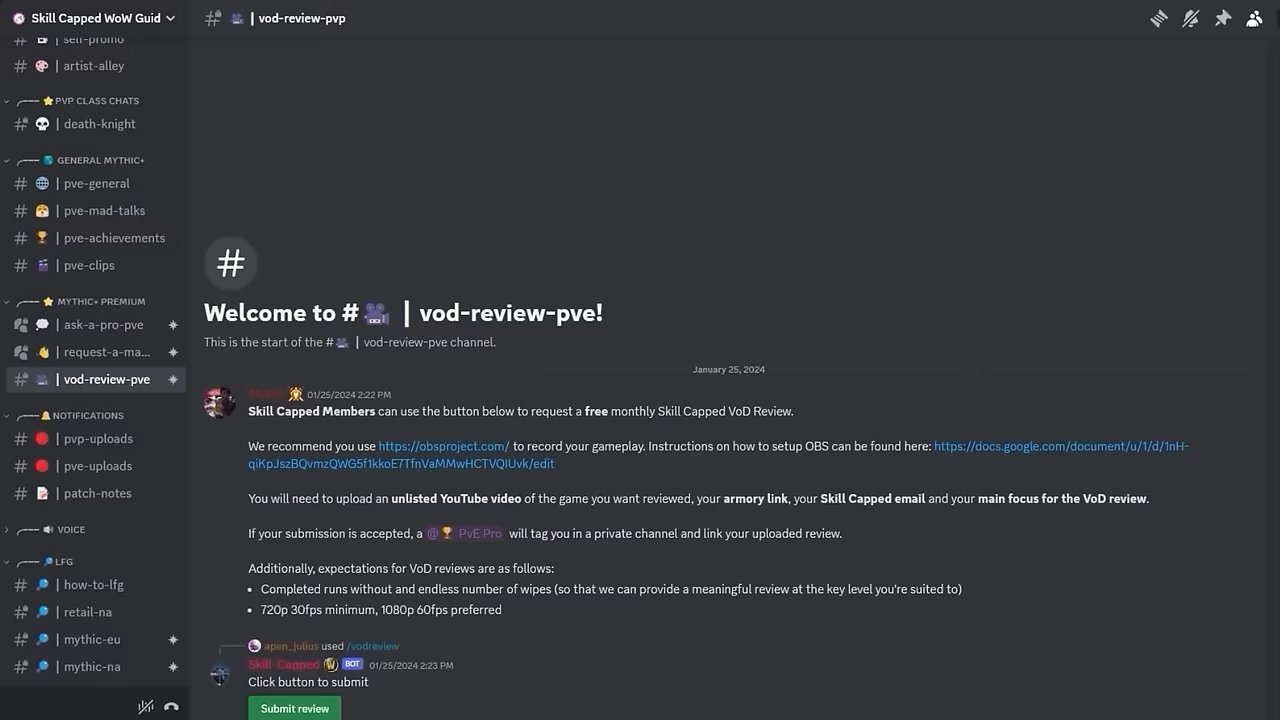 Skill Capped WoW Guid
| vod-review-pvp
| self-promo
| artist-alley
PVP CLASS CHATS
| death-knight
GENERAL MYTHIC+
| pve-general
| pve-mad-talks
| pve-achievements
| pve-clips
MYTHIC+ PREMIUM
| ask-a-pro-pve
| request-a-ma...
| vod-review-pve
NOTIFICATIONS
| pvp-uploads
| pve-uploads
| patch-notes
VOICE
LFG
| how-to-lfg
| retail-na
| mythic-eu
| mythic-na
#
Welcome to # | vod-review-pve!
This is the start of the # | vod-review-pve channel.
January 25, 2024
01/25/2024 2:22 PM
Skill Capped Members can use the button below to request a free monthly Skill Capped VoD Review.
We recommend you use https://obsproject.com/ to record your gameplay. Instructions on how to setup OBS can be found here: https://docs.google.com/document/u/1/d/1nH-
qiKpJszBQvmzQWG5f1kkoE7TfnVaMMwHCTVQIUvk/edit
You will need to upload an unlisted YouTube video of the game you want reviewed, your armory link, your Skill Capped email and your main focus for the VoD review.
If your submission is accepted, a @🏆 PvE Pro will tag you in a private channel and link your uploaded review.
Additionally, expectations for VoD reviews are as follows:
• Completed runs without and endless number of wipes (so that we can provide a meaningful review at the key level you're suited to)
• 720p 30fps minimum, 1080p 60fps preferred
apen_julius used /vodreview
Skill-Capped BOT 01/25/2024 2:23 PM
Click button to submit
Submit review